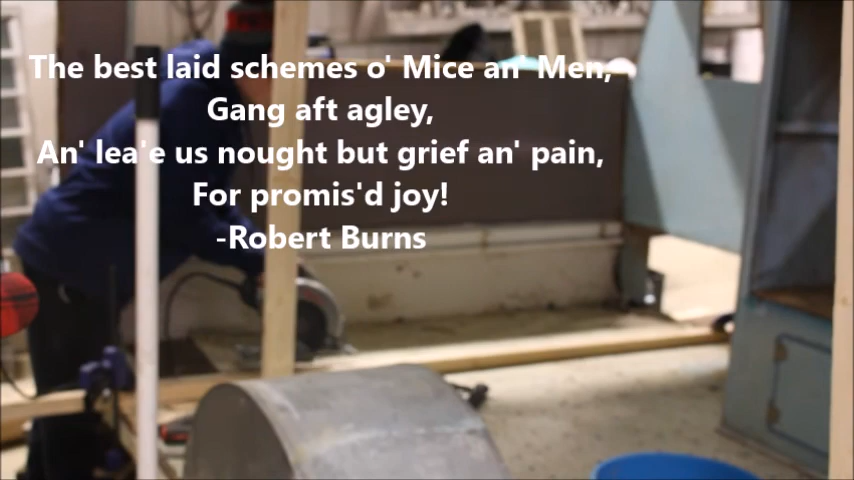 The best laid schemes o' Mice an' Men,
Gang aft agley,
An' lea'e us nought but grief an' pain,
For promis'd joy!
-Robert Burns